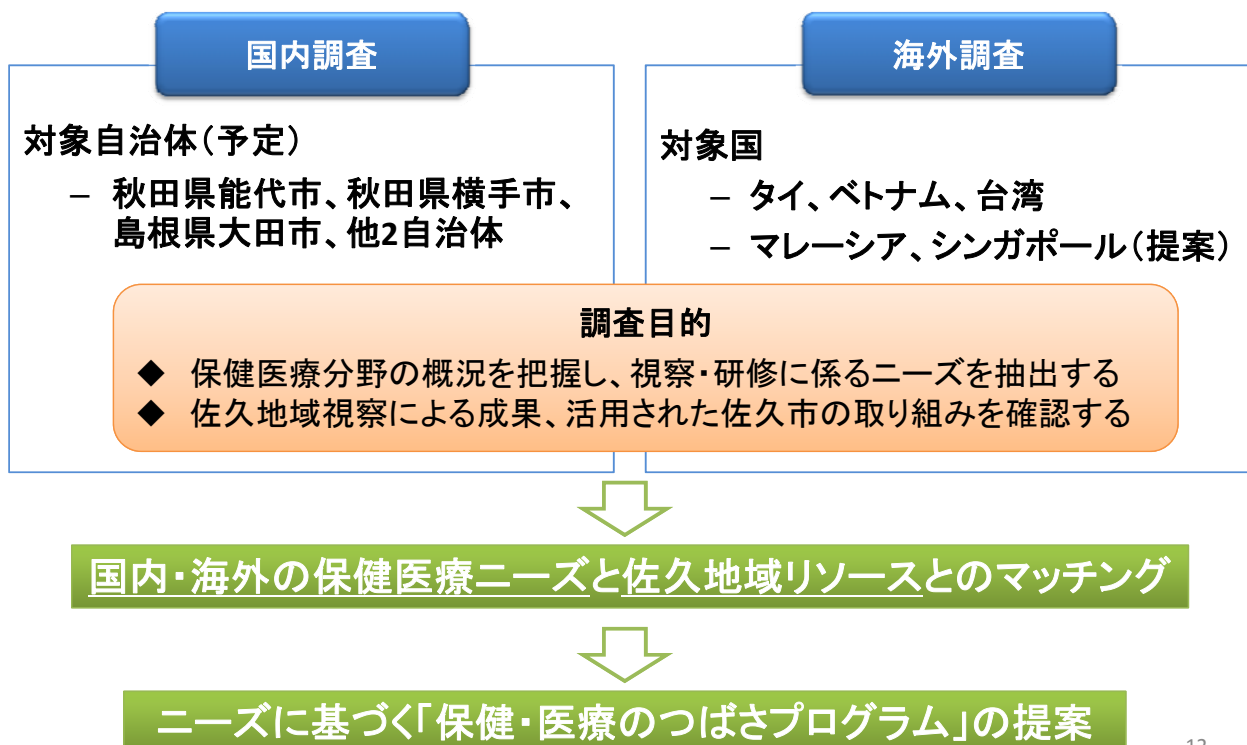 国内調査
対象自治体（予定）
– 秋田県能代市、秋田県横手市、
島根県大田市、他2自治体
海外調査
対象国
– タイ、ベトナム、台湾
– マレーシア、シンガポール（提案）
調査目的
◆ 保健医療分野の概況を把握し、視察・研修に係るニーズを抽出する
◆ 佐久地域視察による成果、活用された佐久市の取り組みを確認する
国内・海外の保健医療ニーズと佐久地域リソースとのマッチング
ニーズに基づく「保健・医療のつばさプログラム」の提案